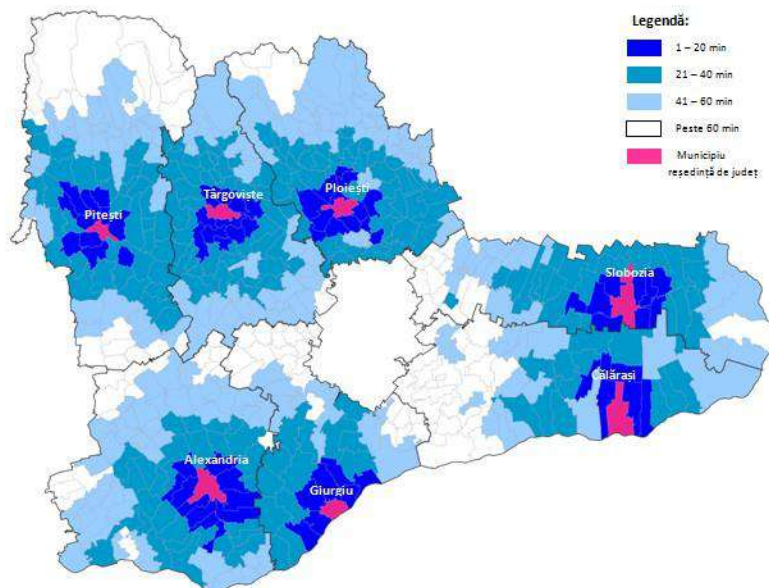 Legendă:
1 – 20 min
21 – 40 min
41 – 60 min
Peste 60 min
Municipiu
reședință de județ
Ploiești
Târgoviște
Pitești
Slobozia
Călărași
Alexandria
Giurgiu